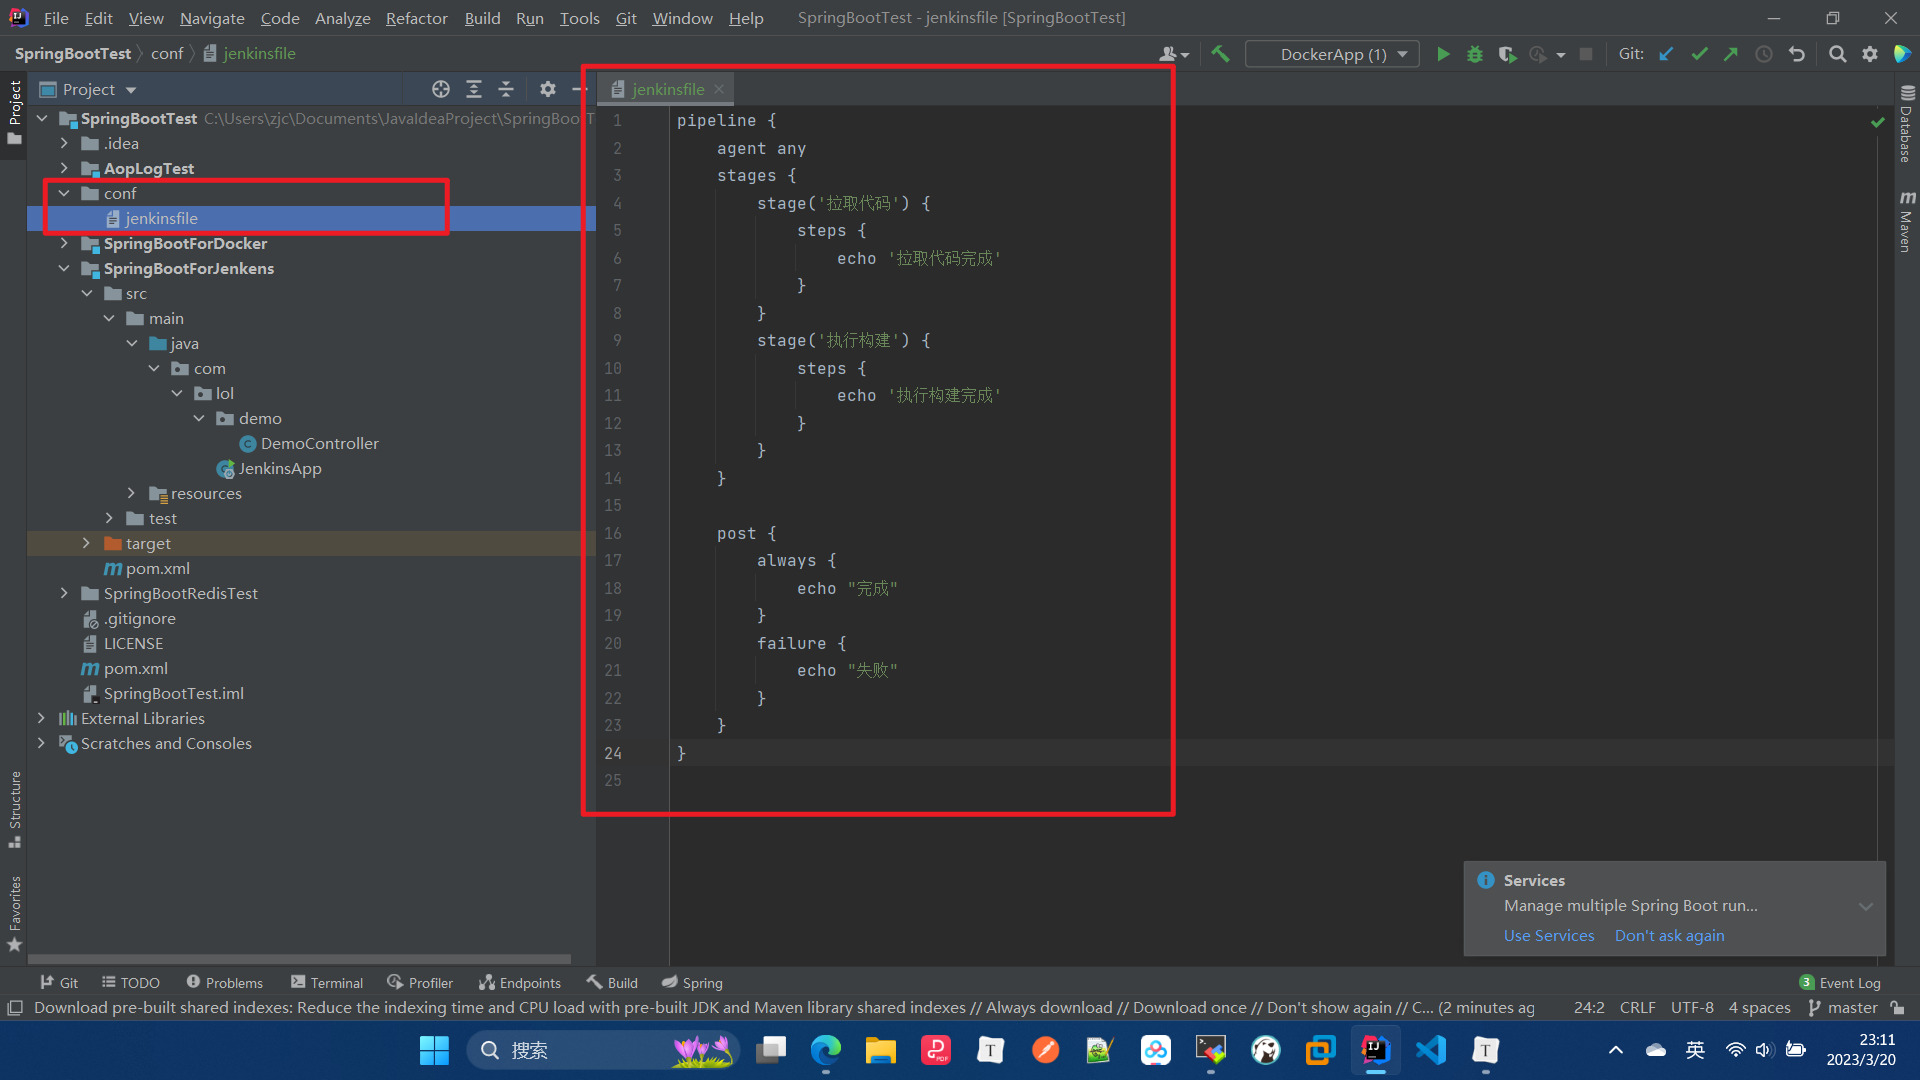 File Edit View Navigate Code Analyze Refactor Build Run Tools Git Window Help SpringBootTest - jenkinsfile [SpringBootTest]
SpringBootTest conf jenkinsfile
DockerApp (1)
Git:
Project
Project
SpringBootTest C:\Users\zjc\Documents\JavaIdeaProject\SpringBooT
.idea
AopLogTest
conf
jenkinsfile
SpringBootForDocker
SpringBootForJenkens
src
main
java
com
lol
demo
DemoController
JenkinsApp
resources
test
target
pom.xml
SpringBootRedisTest
.gitignore
LICENSE
pom.xml
SpringBootTest.iml
External Libraries
Scratches and Consoles
Structure
Favorites
jenkinsfile
1 pipeline {
2 agent any
3 stages {
4 stage('拉取代码') {
5 steps {
6 echo '拉取代码完成'
7 }
8 }
9 stage('执行构建') {
10 steps {
11 echo '执行构建完成'
12 }
13 }
14 }
15
16 post {
17 always {
18 echo "完成"
19 }
20 failure {
21 echo "失败"
22 }
23 }
24 }
25
Database
Maven
Services
Manage multiple Spring Boot run...
Use Services Don't ask again
Git TODO Problems Terminal Profiler Endpoints Build Spring 3 Event Log
Download pre-built shared indexes: Reduce the indexing time and CPU load with pre-built JDK and Maven library shared indexes // Always download // Download once // Don't show again // C... (2 minutes ag 24:2 CRLF UTF-8 4 spaces master
搜索
英
23:11
2023/3/20